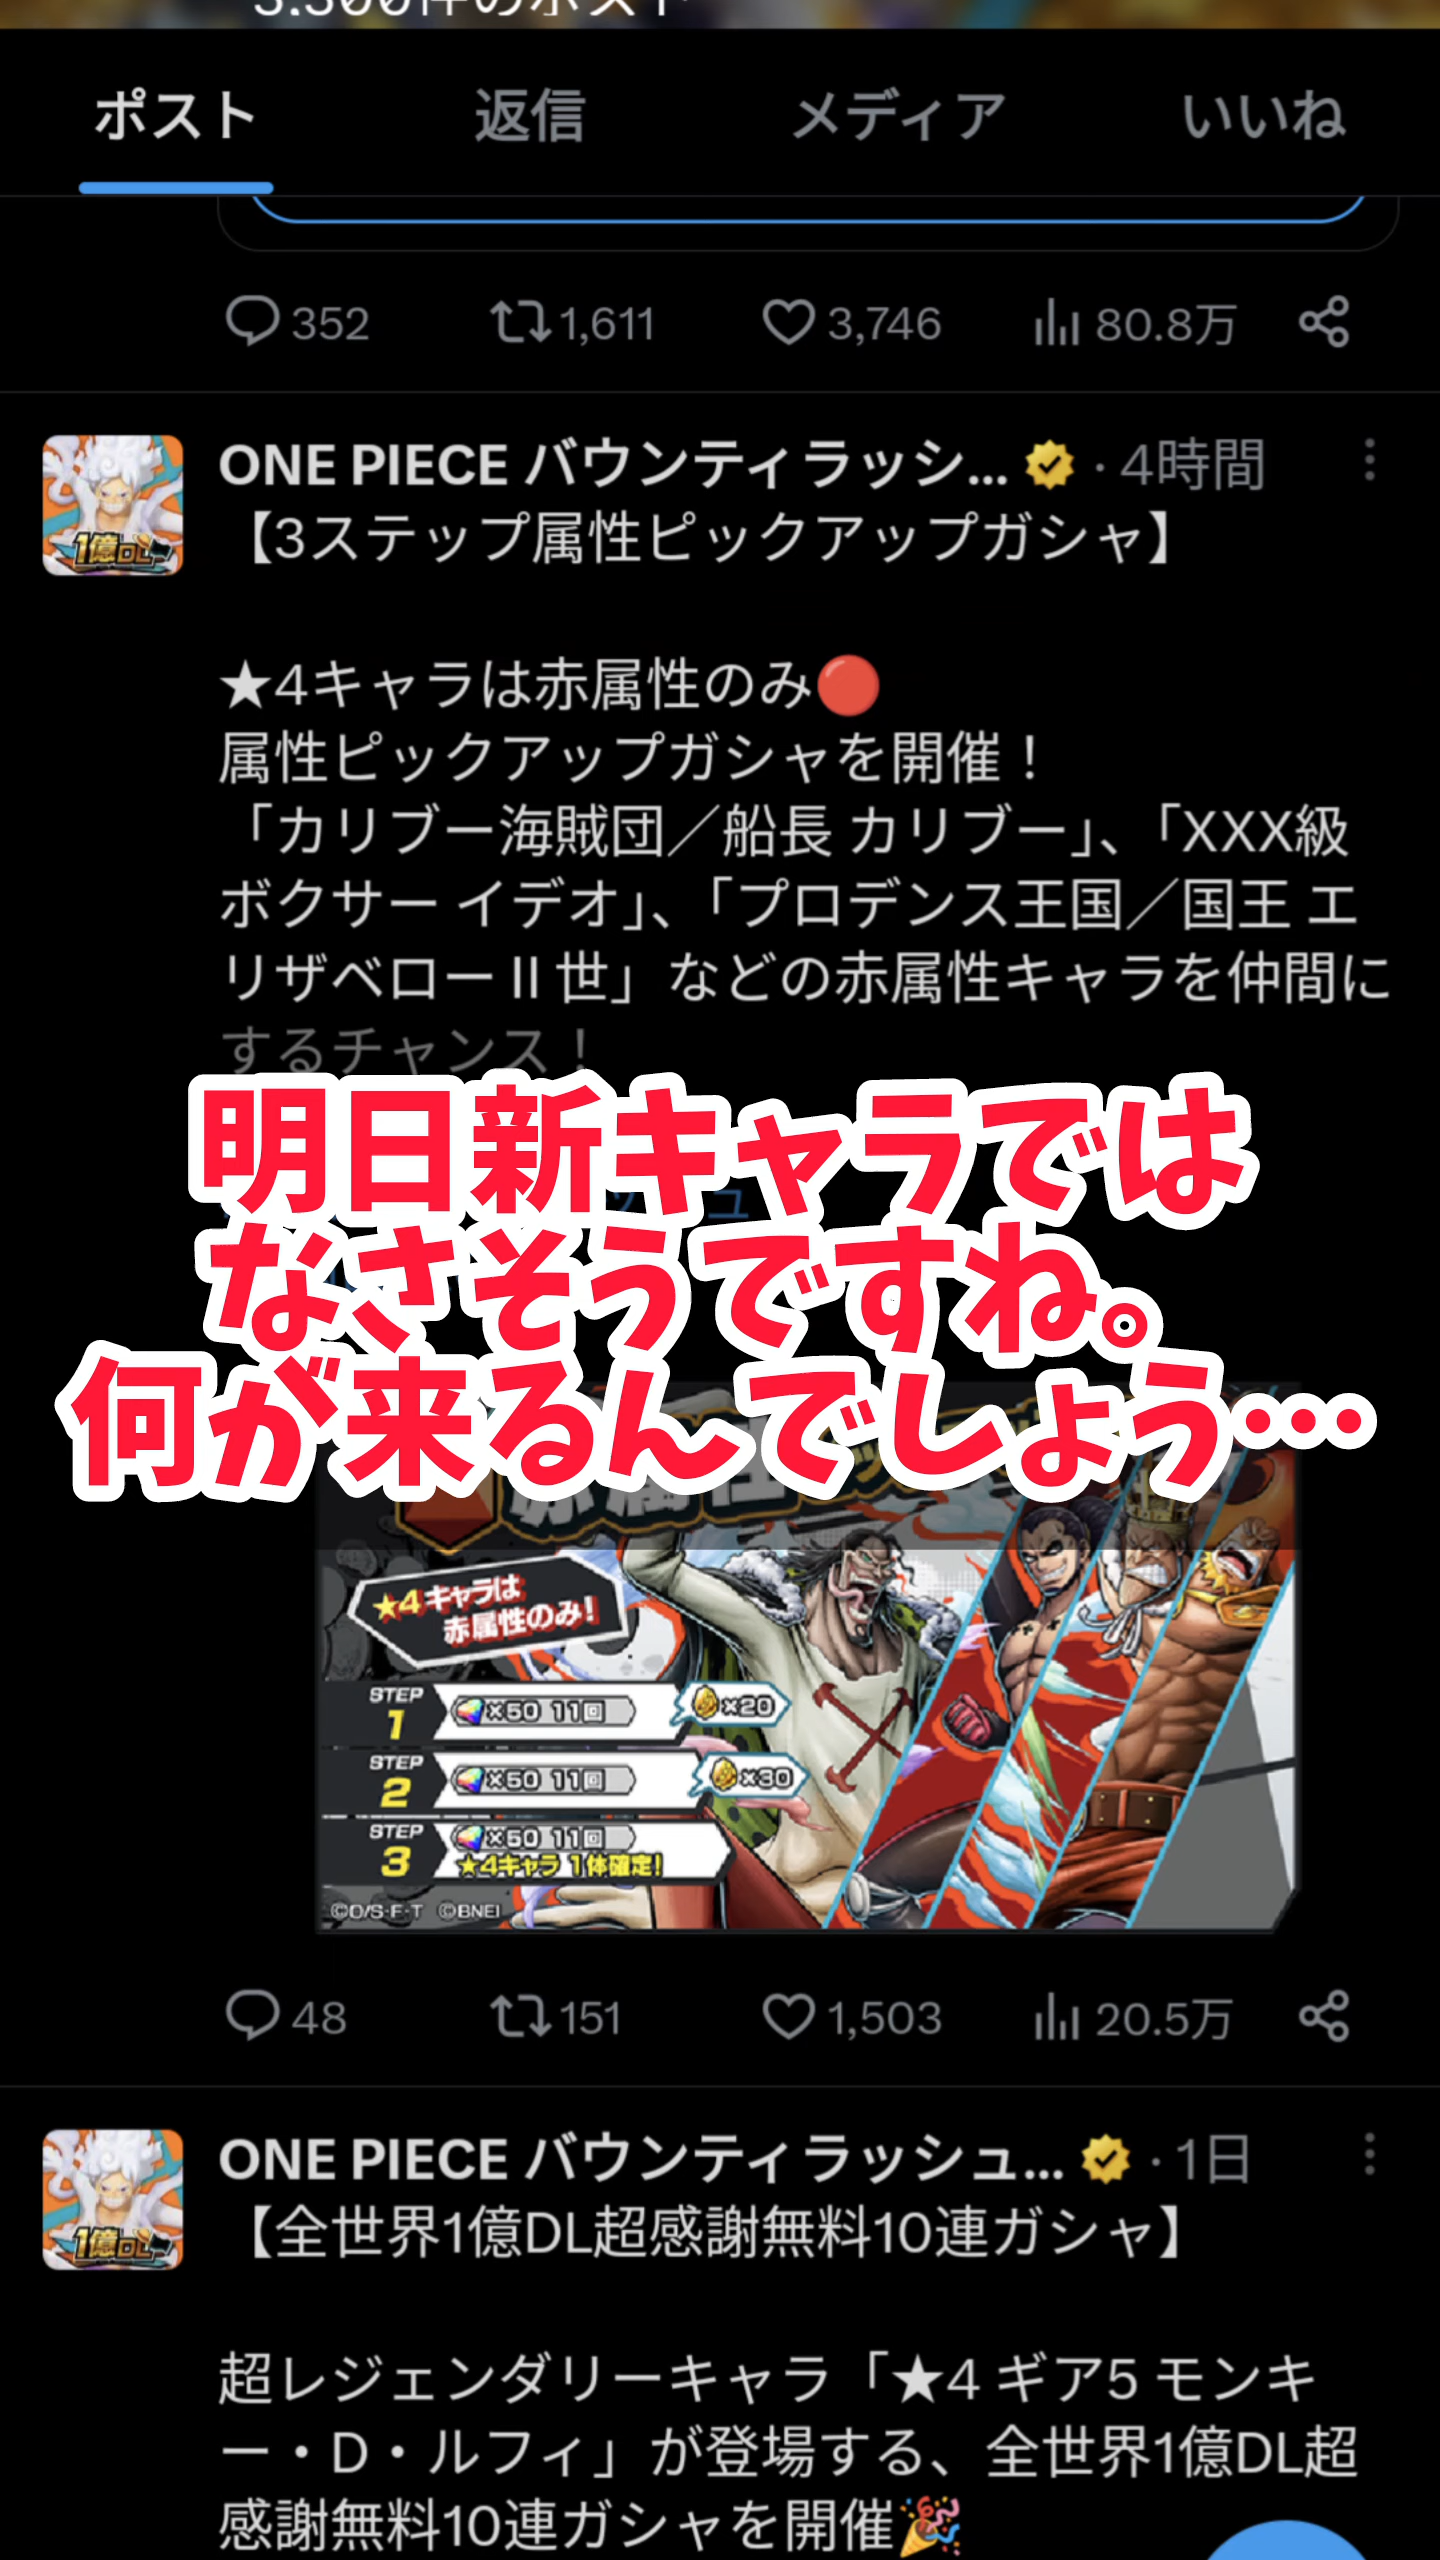 ポスト 返信 メディア いいね
352 1,611 3,746 80.8万
ONE PIECE バウンティラッシ... · 4時間
【3ステップ属性ピックアップガシャ】
★4キャラは赤属性のみ🔴
属性ピックアップガシャを開催！
「カリブー海賊団／船長 カリブー」、「XXX級
ボクサー イデオ」、「プロデンス王国／国王 エ
リザベローⅡ世」などの赤属性キャラを仲間に
するチャンス！
明日新キャラでは
なさそうですね。
何が来るんでしょう…
★4キャラは
赤属性のみ！
STEP 1 ×50 11回 ×20
STEP 2 ×50 11回 ×30
STEP 3 ×50 11回
★4キャラ 1体確定！
©O/S・F・T ©BNEI
48 151 1,503 20.5万
ONE PIECE バウンティラッシュ... · 1日
【全世界1億DL超感謝無料10連ガシャ】
超レジェンダリーキャラ「★4 ギア5 モンキ
ー・D・ルフィ」が登場する、全世界1億DL超
感謝無料10連ガシャを開催🎉